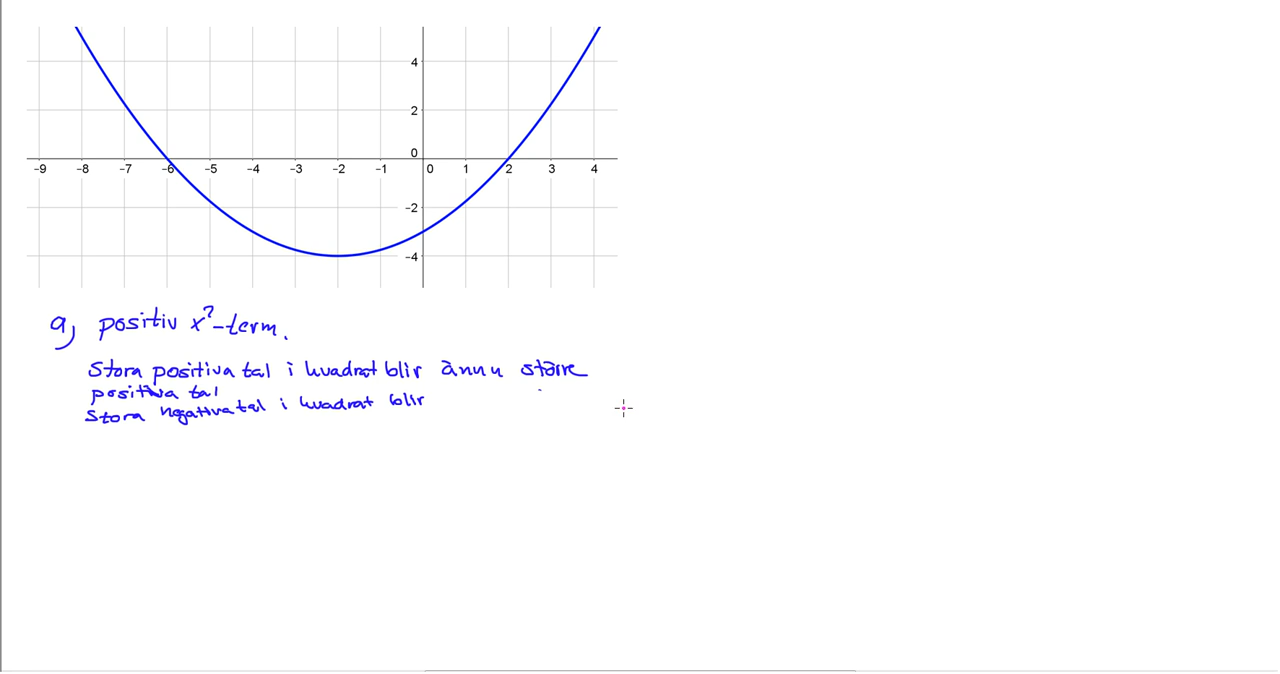 4
2
0
-9 -8 -7 -6 -5 -4 -3 -2 -1 0 1 2 3 4
-2
-4
a) positiv x²-term.
Stora positiva tal i kvadrat blir ännu större
positiva tal
Stora negativa tal i kvadrat blir